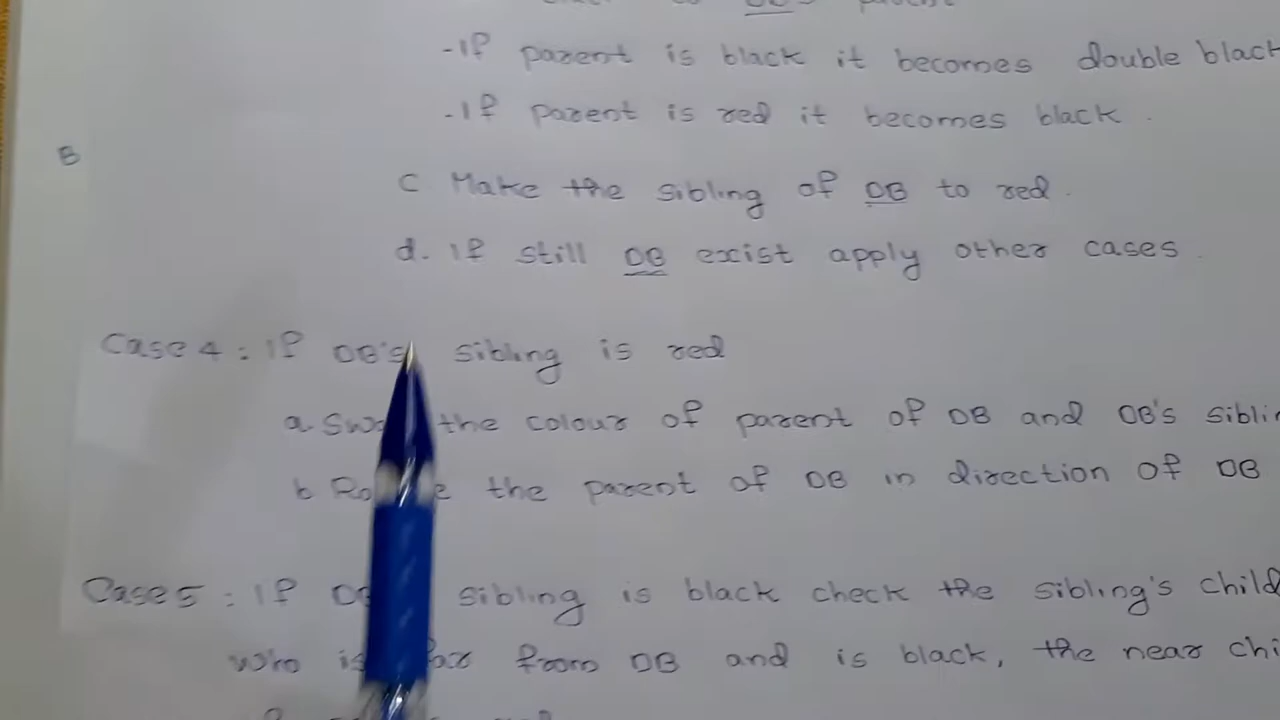 -If parent is black it becomes double black
-If parent is red it becomes black.
B
c Make the sibling of DB to red.
d. If still DB exist apply other cases.
Case 4: If DB's sibling is red
a. the colour of parent of DB and DB's
b the parent of DB in direction of DB
Case 5: If sibling is black check the sibling's child
who from DB and is black, the near